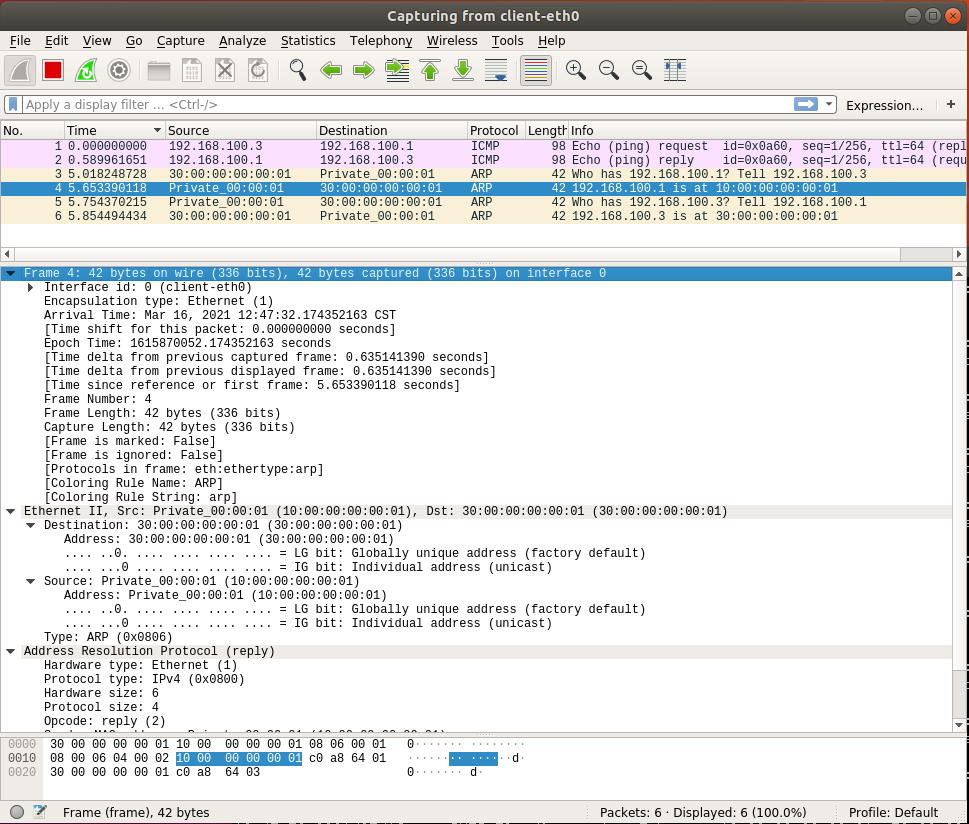 Capturing from client-eth0
File Edit View Go Capture Analyze Statistics Telephony Wireless Tools Help
Apply a display filter ... <Ctrl-/> Expression... +
No. Time Source Destination Protocol Length Info
1 0.000000000 192.168.100.3 192.168.100.1 ICMP 98 Echo (ping) request id=0x0a60, seq=1/256, ttl=64 (repl
2 0.589961651 192.168.100.1 192.168.100.3 ICMP 98 Echo (ping) reply id=0x0a60, seq=1/256, ttl=64 (requ
3 5.018248728 30:00:00:00:00:01 Private_00:00:01 ARP 42 Who has 192.168.100.1? Tell 192.168.100.3
4 5.653390118 Private_00:00:01 30:00:00:00:00:01 ARP 42 192.168.100.1 is at 10:00:00:00:00:01
5 5.754370215 Private_00:00:01 30:00:00:00:00:01 ARP 42 Who has 192.168.100.3? Tell 192.168.100.1
6 5.854494434 30:00:00:00:00:01 Private_00:00:01 ARP 42 192.168.100.3 is at 30:00:00:00:00:01
Frame 4: 42 bytes on wire (336 bits), 42 bytes captured (336 bits) on interface 0
Interface id: 0 (client-eth0)
Encapsulation type: Ethernet (1)
Arrival Time: Mar 16, 2021 12:47:32.174352163 CST
[Time shift for this packet: 0.000000000 seconds]
Epoch Time: 1615870052.174352163 seconds
[Time delta from previous captured frame: 0.635141390 seconds]
[Time delta from previous displayed frame: 0.635141390 seconds]
[Time since reference or first frame: 5.653390118 seconds]
Frame Number: 4
Frame Length: 42 bytes (336 bits)
Capture Length: 42 bytes (336 bits)
[Frame is marked: False]
[Frame is ignored: False]
[Protocols in frame: eth:ethertype:arp]
[Coloring Rule Name: ARP]
[Coloring Rule String: arp]
Ethernet II, Src: Private_00:00:01 (10:00:00:00:00:01), Dst: 30:00:00:00:00:01 (30:00:00:00:00:01)
Destination: 30:00:00:00:00:01 (30:00:00:00:00:01)
Address: 30:00:00:00:00:01 (30:00:00:00:00:01)
.... ..0. .... .... .... .... = LG bit: Globally unique address (factory default)
.... ...0 .... .... .... .... = IG bit: Individual address (unicast)
Source: Private_00:00:01 (10:00:00:00:00:01)
Address: Private_00:00:01 (10:00:00:00:00:01)
.... ..0. .... .... .... .... = LG bit: Globally unique address (factory default)
.... ...0 .... .... .... .... = IG bit: Individual address (unicast)
Type: ARP (0x0806)
Address Resolution Protocol (reply)
Hardware type: Ethernet (1)
Protocol type: IPv4 (0x0800)
Hardware size: 6
Protocol size: 4
Opcode: reply (2)
0000 30 00 00 00 00 01 10 00 00 00 00 01 08 06 00 01 0······· ········
0010 08 00 06 04 00 02 10 00 00 00 00 01 c0 a8 64 01 ········ ······d·
0020 30 00 00 00 00 01 c0 a8 64 03 0······· d·
Frame (frame), 42 bytes Packets: 6 · Displayed: 6 (100.0%) Profile: Default